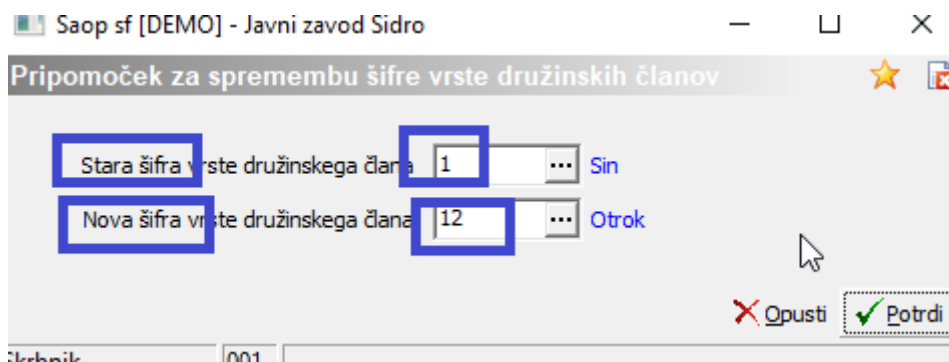 Saop sf [DEMO] - Javni zavod Sidro
Pripomoček za spremembu šifre vrste družinskih članov
Stara šifra vrste družinskega člana 1 ... Sin
Nova šifra vrste družinskega člana 12 ... Otrok
Opusti Potrdi
Skrbnik 001